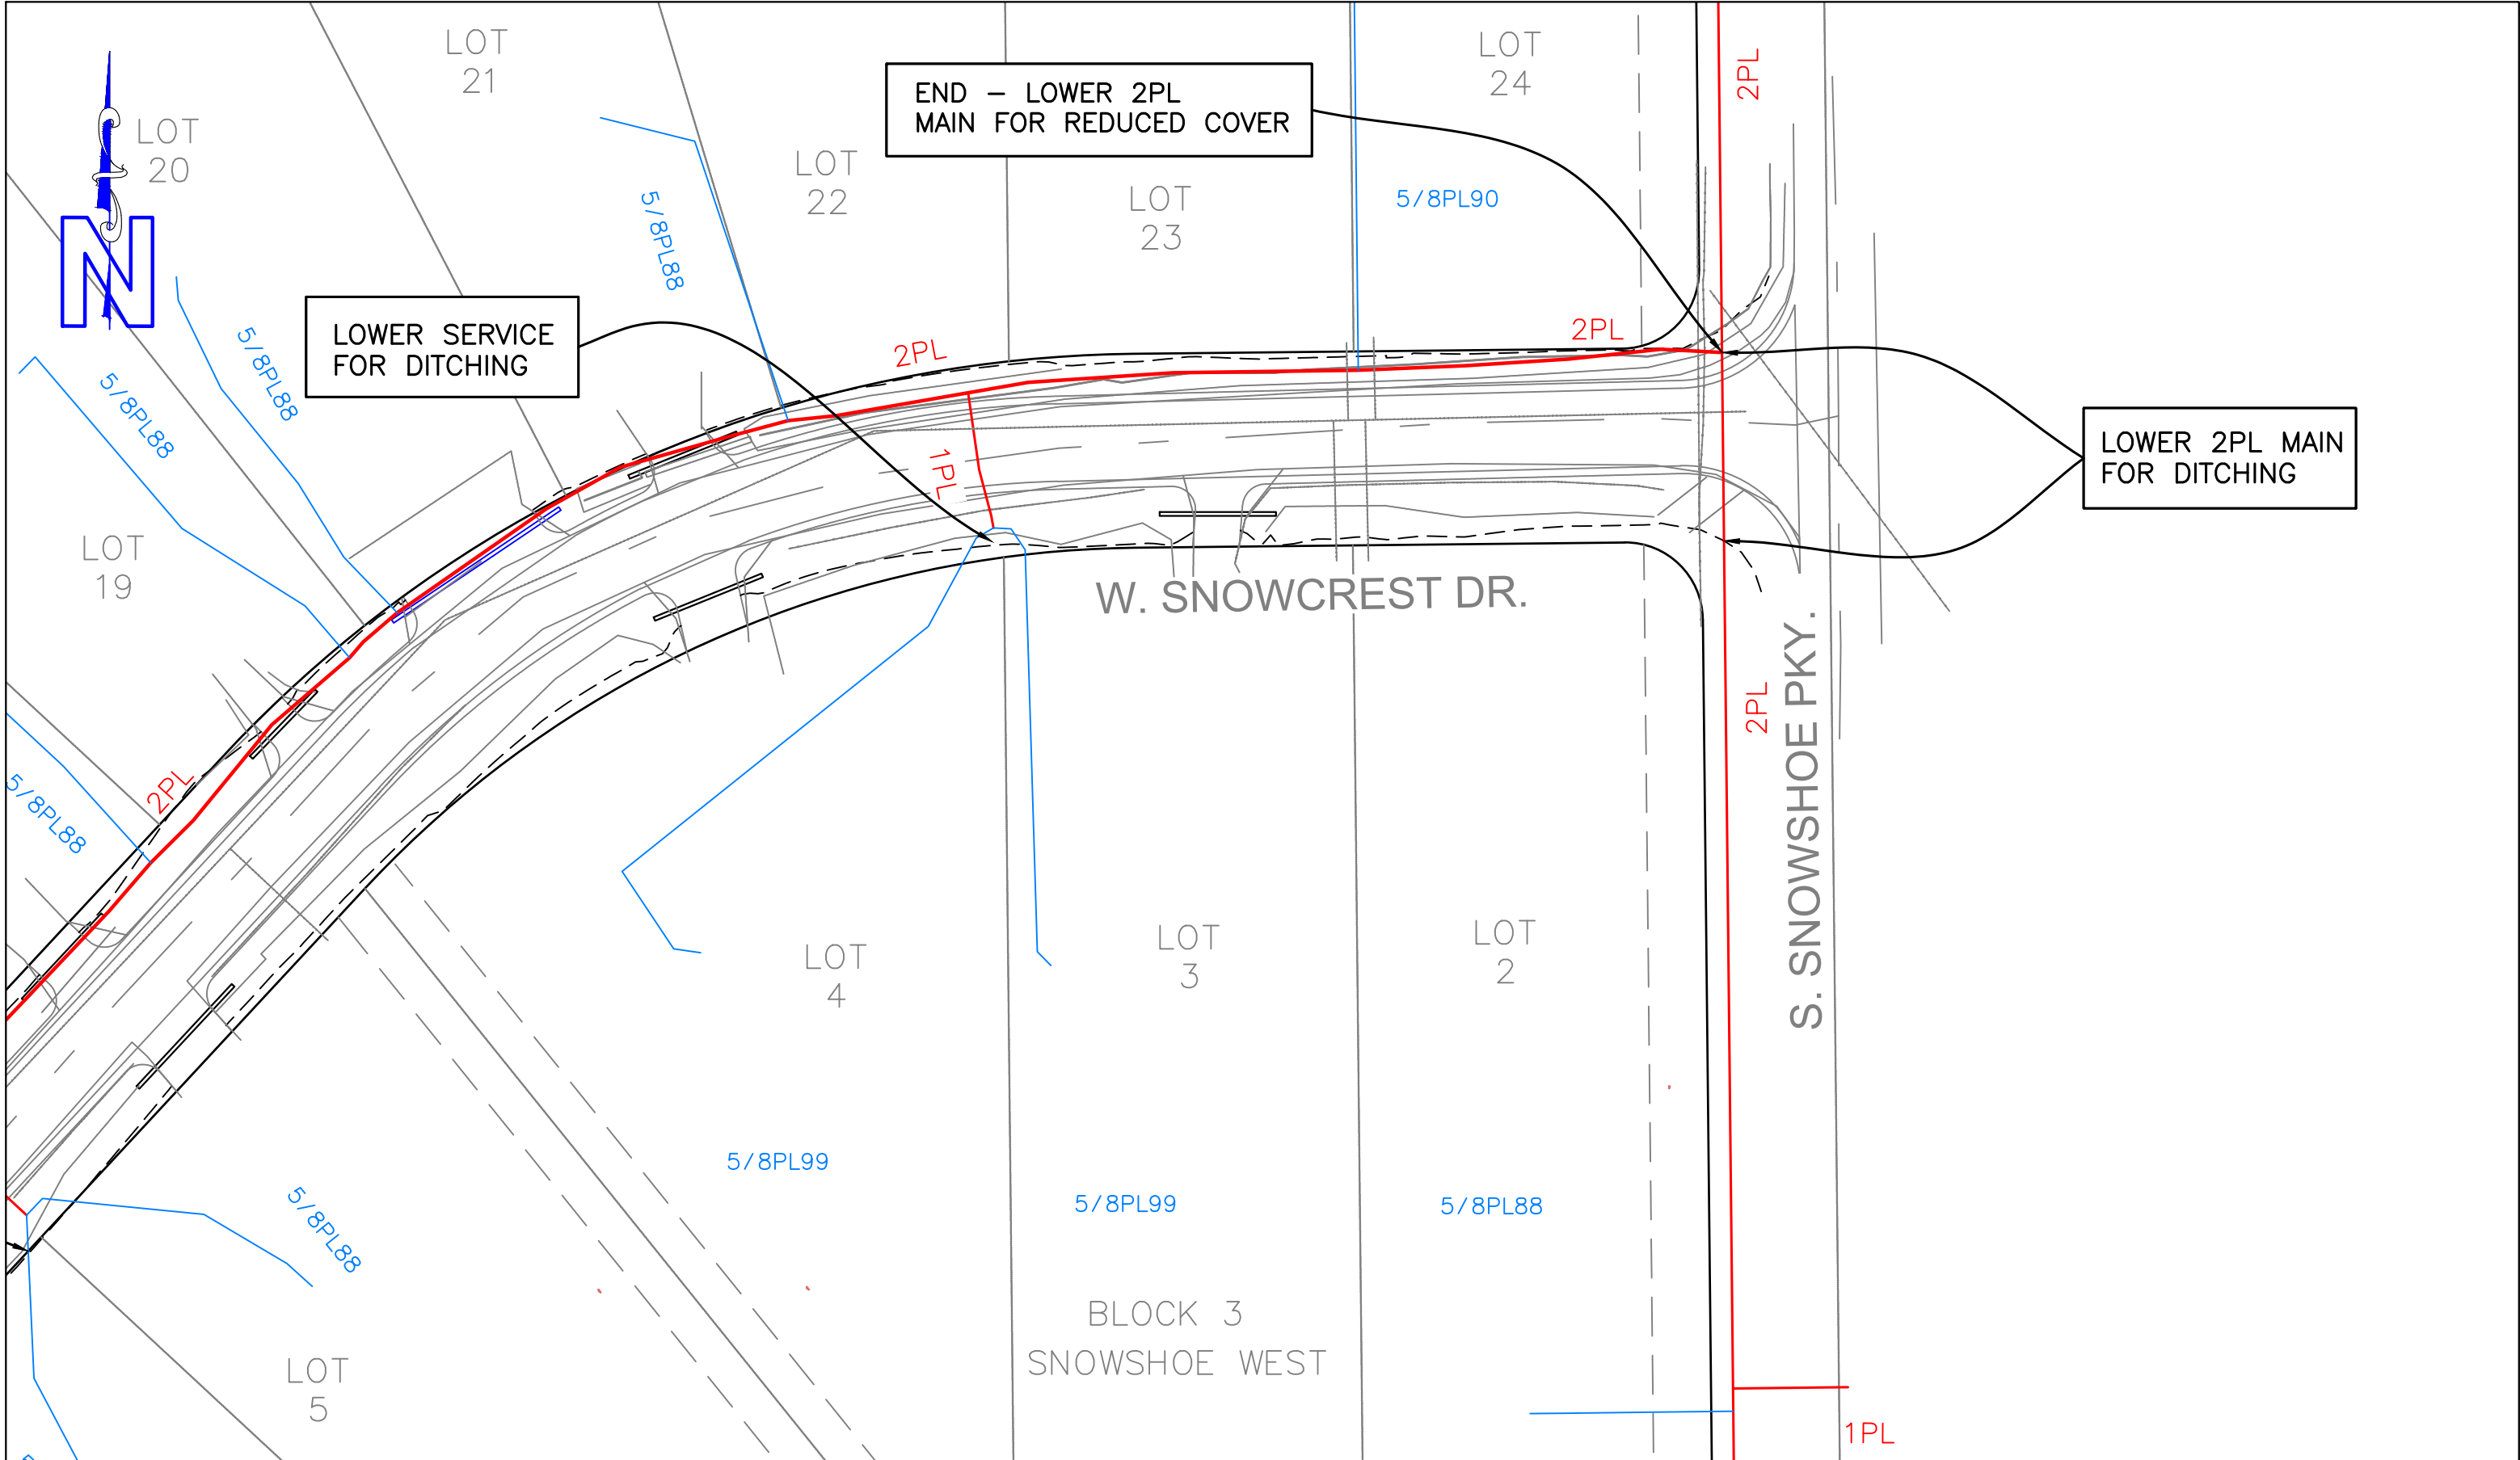 LOT
21
LOT
24
2PL
END – LOWER 2PL
MAIN FOR REDUCED COVER
LOT
20
LOT
22
LOT
23
5/8PL90
5/8PL88
N
LOWER SERVICE
FOR DITCHING
2PL
2PL
5/8PL88
5/8PL88
1PL
LOWER 2PL MAIN
FOR DITCHING
LOT
19
W. SNOWCREST DR.
2PL
S. SNOWSHOE PKY.
2PL
5/8PL88
LOT
4
LOT
3
LOT
2
5/8PL99
5/8PL99
5/8PL88
5/8PL88
BLOCK 3
SNOWSHOE WEST
LOT
5
1PL